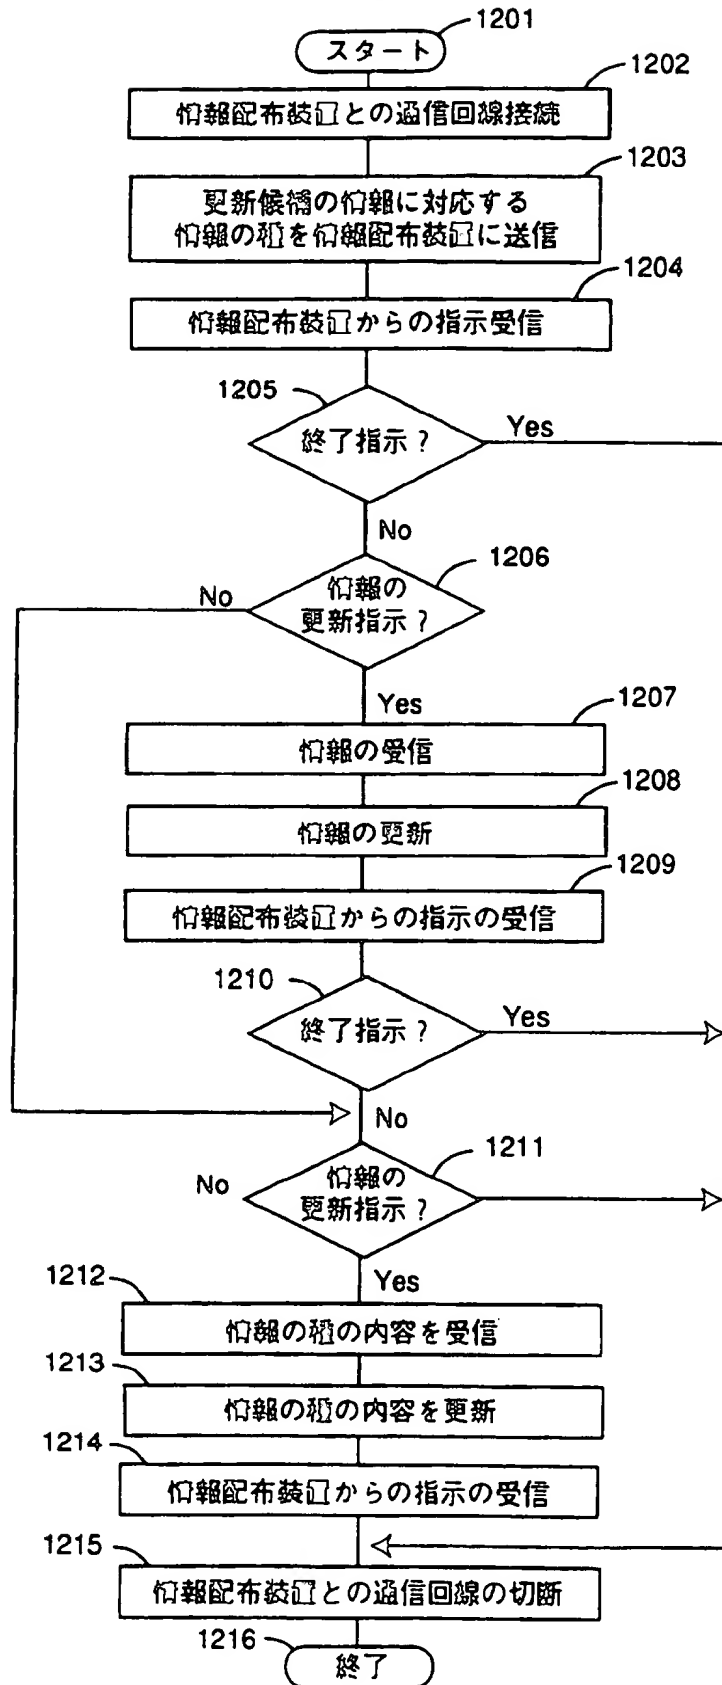 1201
スタート
1202
情報配布装置との通信回線接続
1203
更新候補の情報に対応する
情報の種を情報配布装置に送信
1204
情報配布装置からの指示受信
1205
終了指示?
Yes
No
1206
情報の
更新指示?
No
Yes
1207
情報の受信
1208
情報の更新
1209
情報配布装置からの指示の受信
1210
終了指示?
Yes
No
1211
情報の
更新指示?
No
Yes
1212
情報の種の内容を受信
1213
情報の種の内容を更新
1214
情報配布装置からの指示の受信
1215
情報配布装置との通信回線の切断
1216
終了